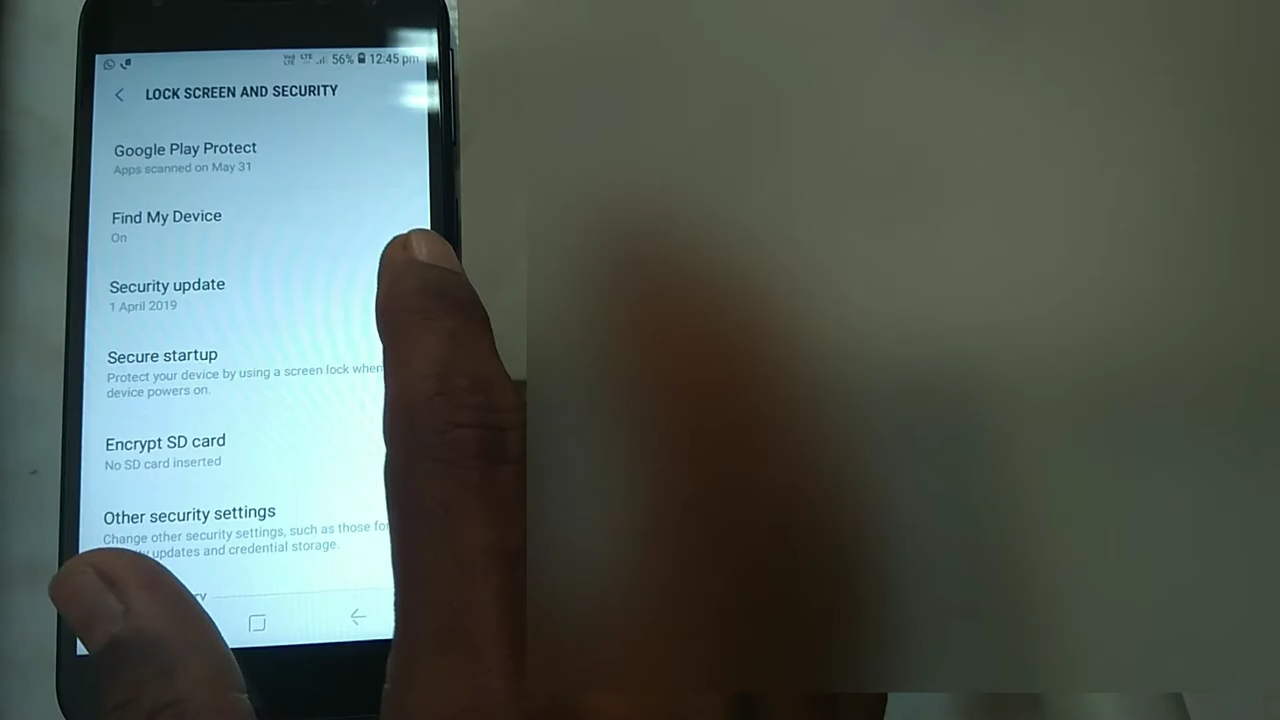 Vo) LTE LTE 56% 12:45 pm
LOCK SCREEN AND SECURITY
Google Play Protect
Apps scanned on May 31
Find My Device
On
Security update
1 April 2019
Secure startup
Protect your device by using a screen lock when
device powers on.
Encrypt SD card
No SD card inserted
Other security settings
Change other security settings, such as those for
updates and credential storage.